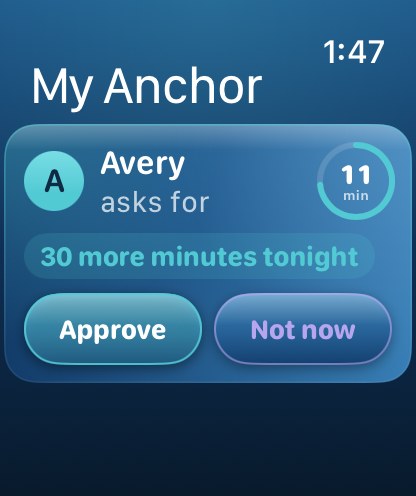 1:47
My Anchor
A
Avery
asks for
11
min
30 more minutes tonight
Approve
Not now